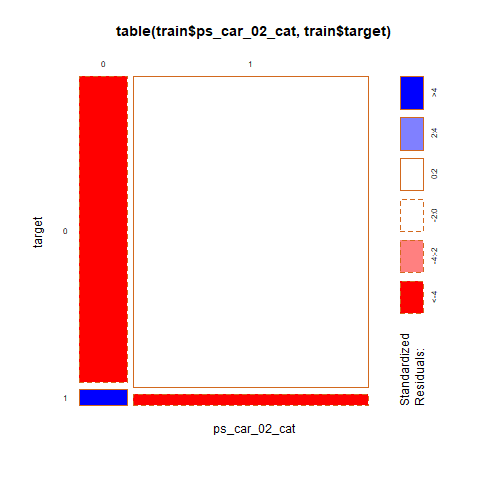 table(train$ps_car_02_cat, train$target)
0 1
target
0
1
ps_car_02_cat
Standardized
Residuals:
<-4
-4:-2
-2:0
0:2
2:4
>4